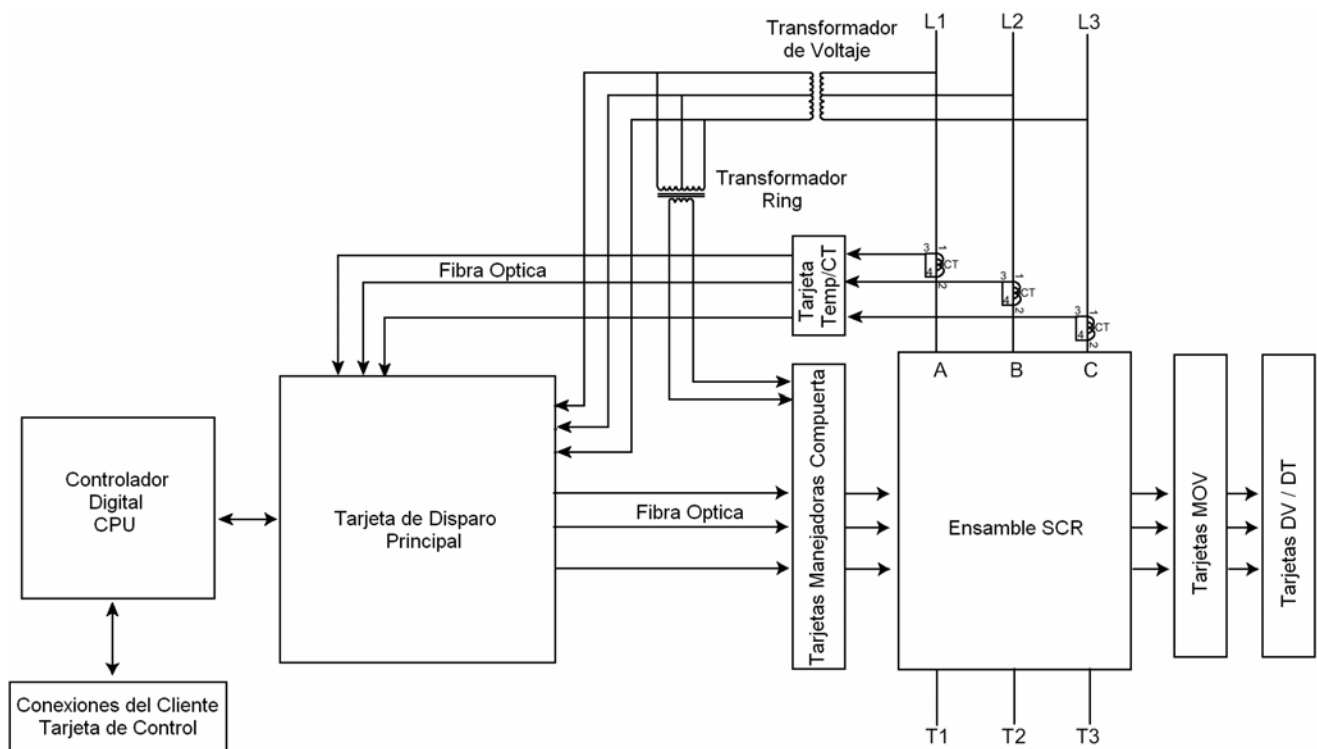 Transformador
de Voltaje
L1
L2
L3
Transformador
Ring
Fibra Optica
Tarjeta
Temp/CT
3
1
4
CT
2
3
1
4
CT
2
3
1
4
CT
2
A
B
C
Controlador
Digital
CPU
Tarjeta de Disparo
Principal
Fibra Optica
Tarjetas Manejadoras Compuerta
Ensamble SCR
Tarjetas MOV
Tarjetas DV / DT
Conexiones del Cliente
Tarjeta de Control
T1
T2
T3